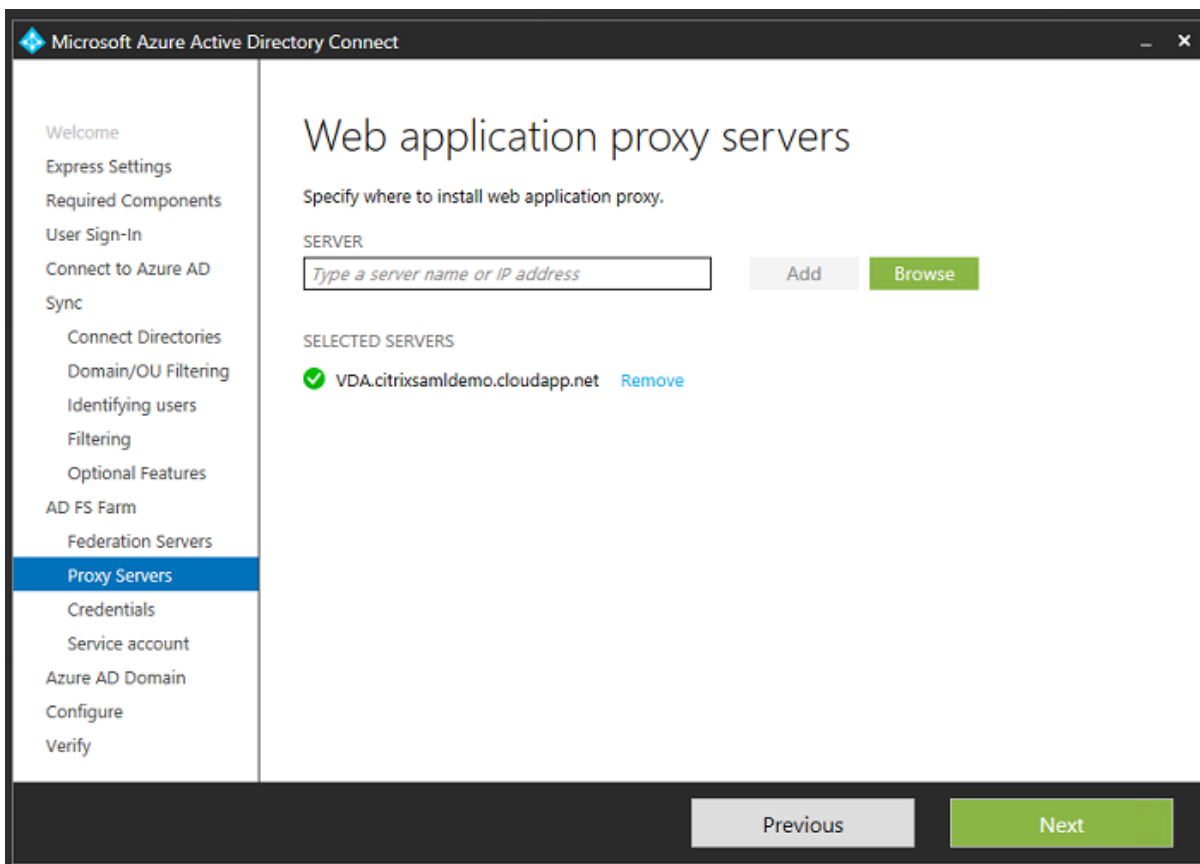 Microsoft Azure Active Directory Connect
Welcome
Express Settings
Required Components
User Sign-In
Connect to Azure AD
Sync
Connect Directories
Domain/OU Filtering
Identifying users
Filtering
Optional Features
AD FS Farm
Federation Servers
Proxy Servers
Credentials
Service account
Azure AD Domain
Configure
Verify
Web application proxy servers
Specify where to install web application proxy.
SERVER
Type a server name or IP address
Add
Browse
SELECTED SERVERS
VDA.citrixsamldemo.cloudapp.net Remove
Previous
Next